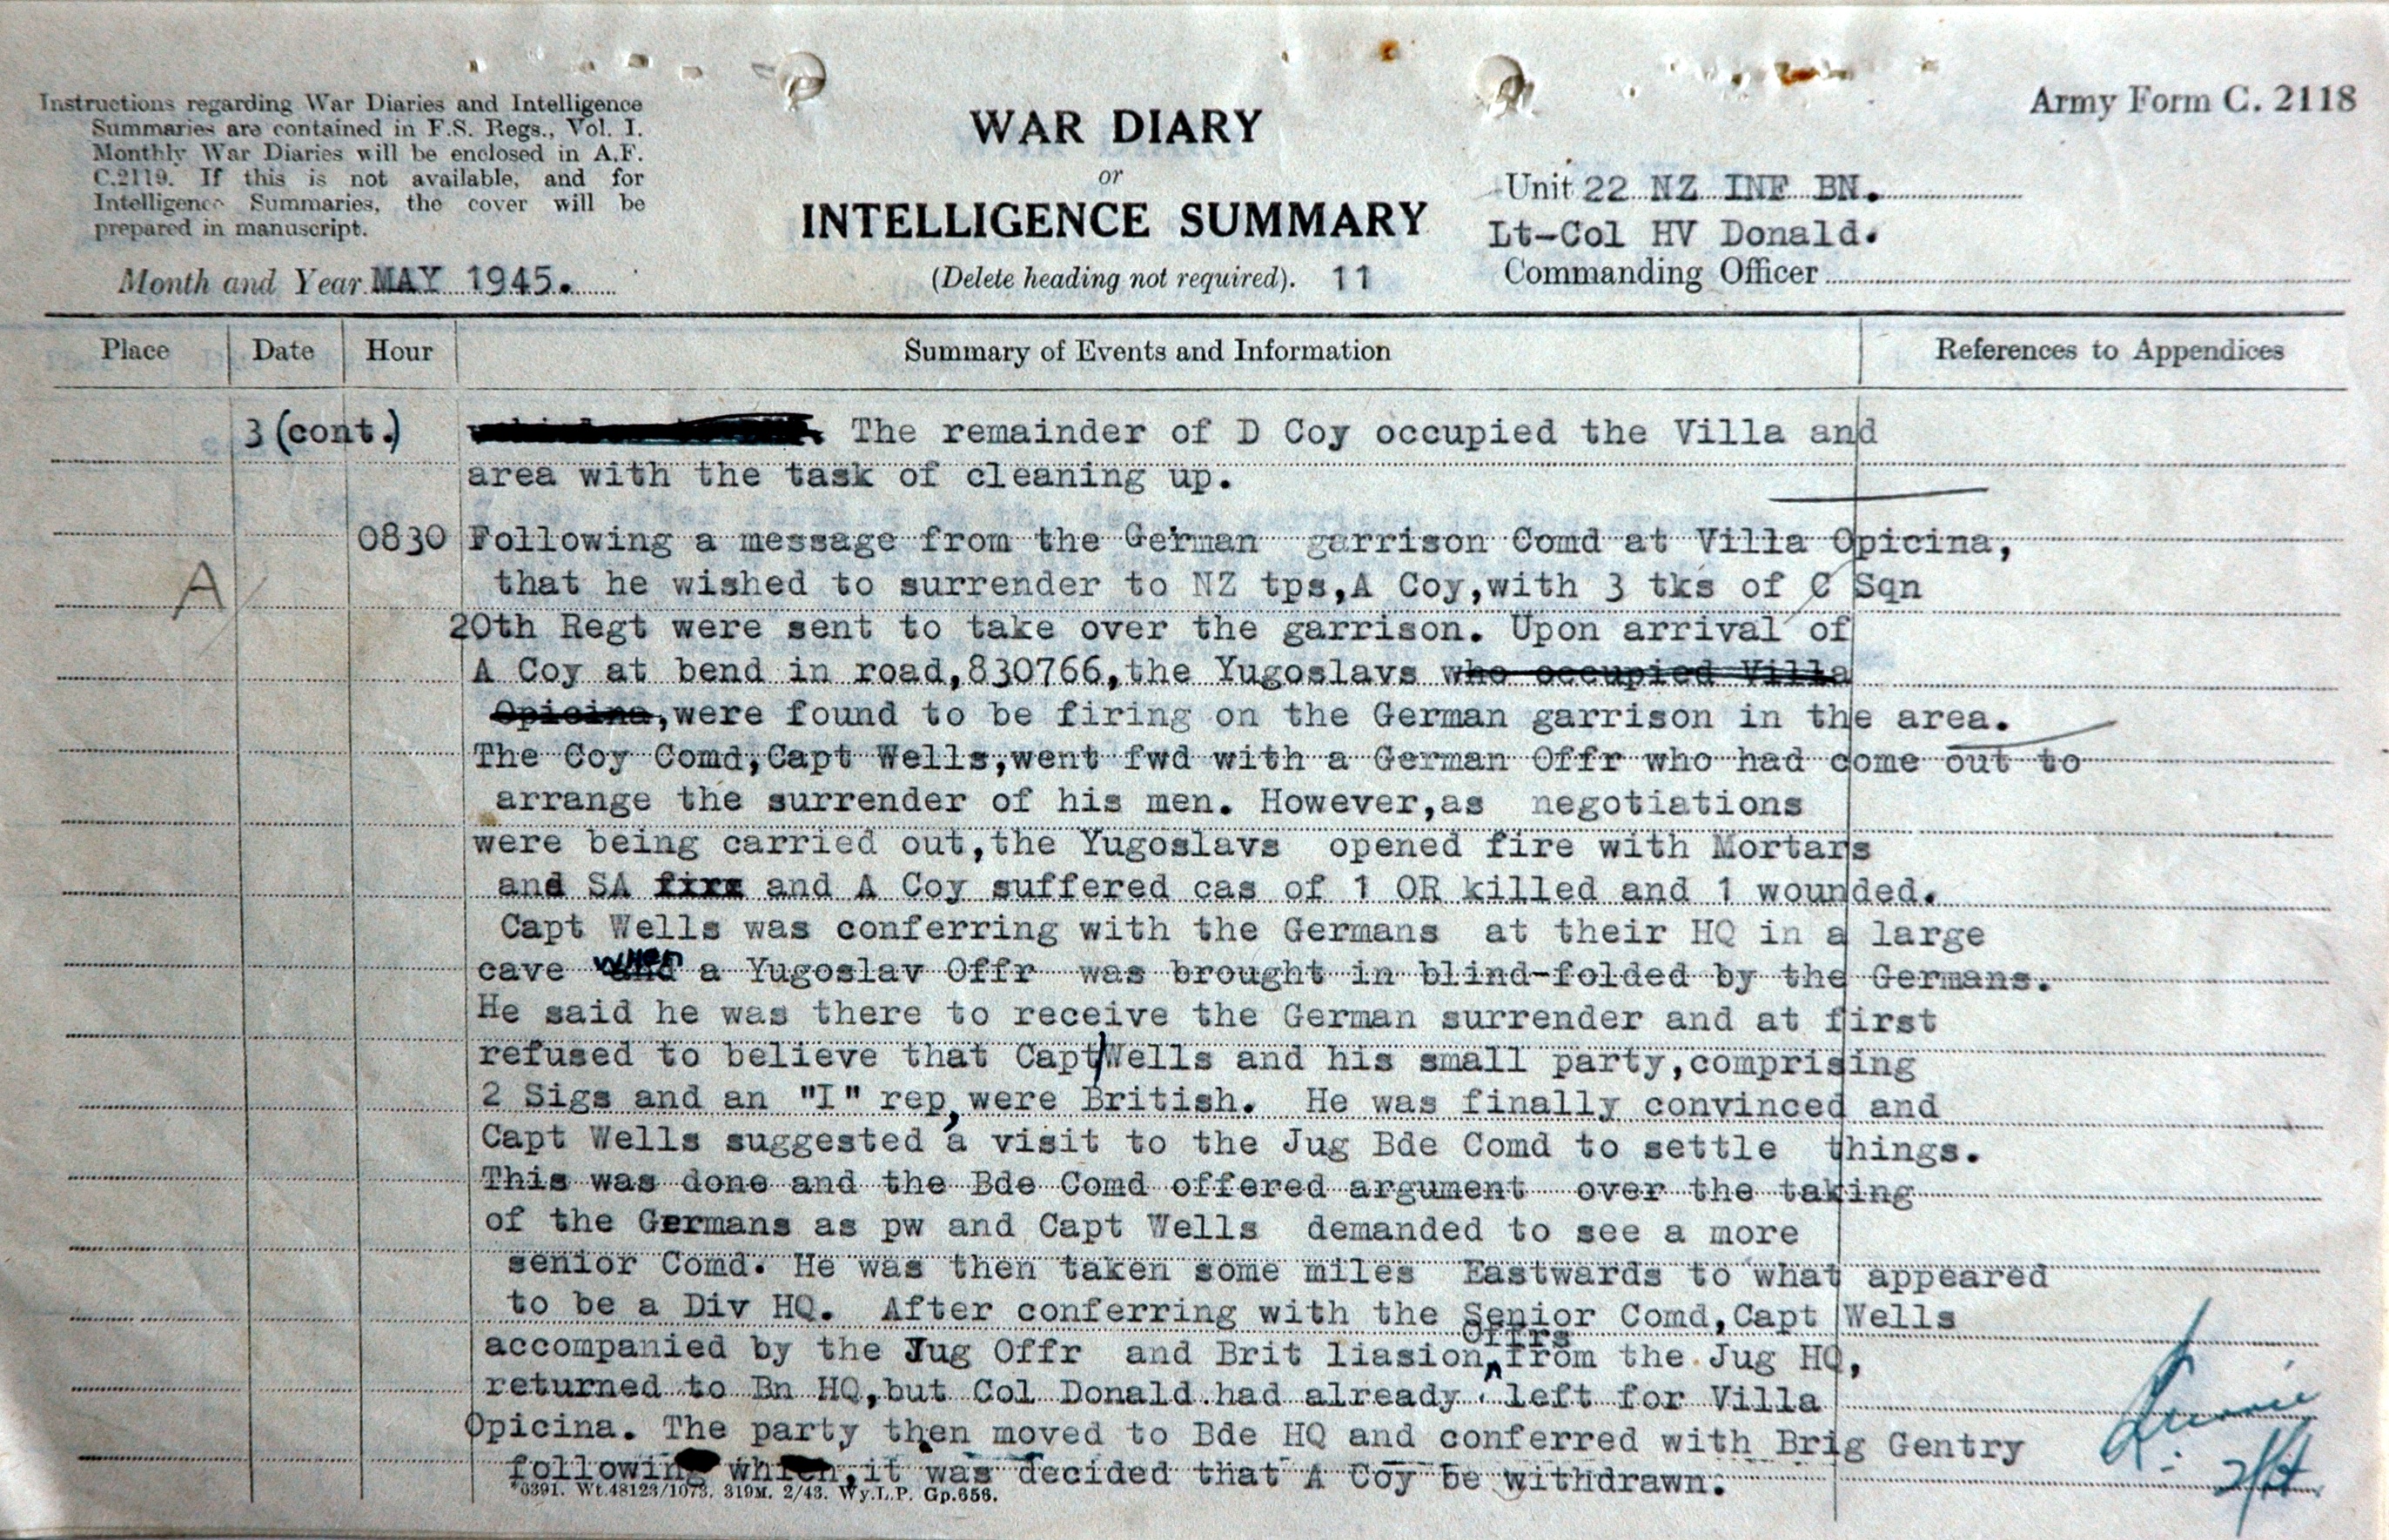 Instructions regarding War Diaries and Intelligence
Summaries are contained in F.S. Regs., Vol. I.
Monthly War Diaries will be enclosed in A.F.
C.2119. If this is not available, and for
Intelligence Summaries, the cover will be
prepared in manuscript.
Month and Year MAY 1945.
WAR DIARY
or
INTELLIGENCE SUMMARY
(Delete heading not required). 11
Army Form C. 2118
Unit 22 NZ INF BN.
Lt-Col HV Donald.
Commanding Officer
Place Date Hour Summary of Events and Information References to Appendices
3 (cont.) The remainder of D Coy occupied the Villa and
area with the task of cleaning up.
0830 Following a message from the German garrison Comd at Villa Opicina,
A
that he wished to surrender to NZ tps,A Coy,with 3 tks of C Sqn
20th Regt were sent to take over the garrison. Upon arrival of
A Coy at bend in road,830766,the Yugoslavs who occupied Villa
Opicina,were found to be firing on the German garrison in the area.
The Coy Comd,Capt Wells,went fwd with a German Offr who had come out to
arrange the surrender of his men. However,as negotiations
were being carried out,the Yugoslavs opened fire with Mortars
and SA fire and A Coy suffered cas of 1 OR killed and 1 wounded.
Capt Wells was conferring with the Germans at their HQ in a large
cave when a Yugoslav Offr was brought in blind-folded by the Germans.
He said he was there to receive the German surrender and at first
refused to believe that Capt/Wells and his small party,comprising
2 Sigs and an "I" rep, were British. He was finally convinced and
Capt Wells suggested a visit to the Jug Bde Comd to settle things.
This was done and the Bde Comd offered argument over the taking
of the Germans as pw and Capt Wells demanded to see a more
senior Comd. He was then taken some miles Eastwards to what appeared
to be a Div HQ. After conferring with the Senior Comd,Capt Wells
Offrs
accompanied by the Jug Offr and Brit liasion from the Jug HQ,
returned to Bn HQ,but Col Donald had already left for Villa
Opicina. The party then moved to Bde HQ and conferred with Brig Gentry
following which,it was decided that A Coy be withdrawn.
Wt.48123/1073. 319M. 2/43. Wy.L.P. Gp.656.